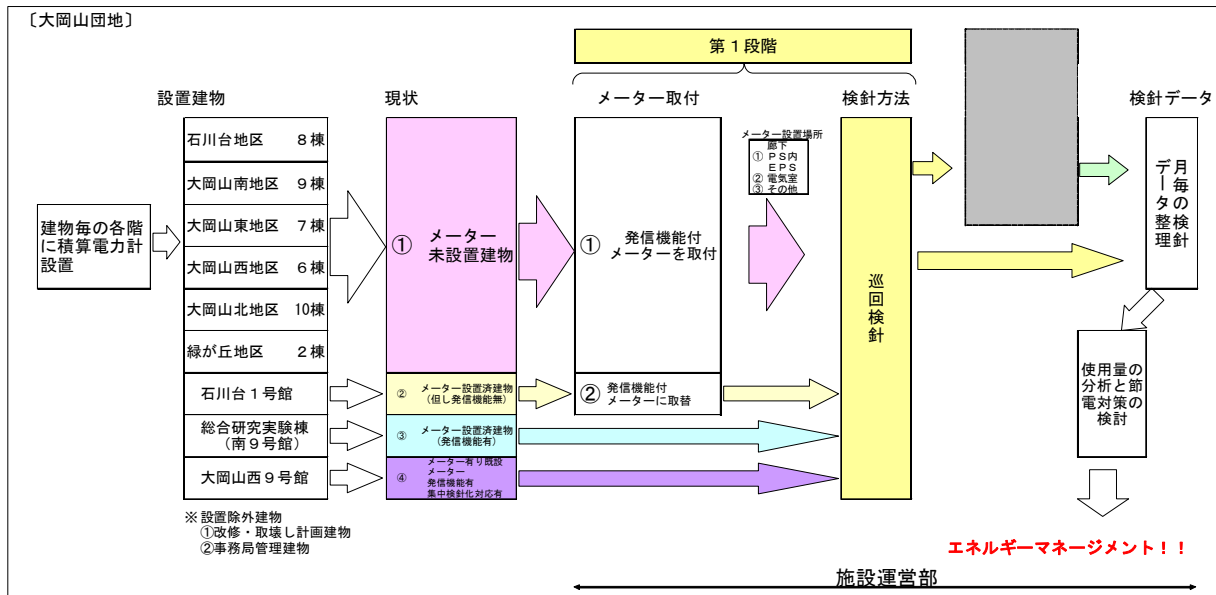 〔大岡山団地〕
第１段階
設置建物
現状
メーター取付
検針方法
検針データ
建物毎の各階
に積算電力計
設置
石川台地区 ８棟
大岡山南地区 ９棟
大岡山東地区 ７棟
大岡山西地区 ６棟
大岡山北地区 10棟
緑が丘地区 ２棟
石川台１号館
総合研究実験棟
（南９号館）
大岡山西９号館
① メーター
未設置建物
② メーター設置済建物
（但し発信機能無）
③ メーター設置済建物
（発信機能有）
④ メーター有り既設
メーター
発信機能有
集中検針化対応有
① 発信機能付
メーターを取付
② 発信機能付
メーターに取替
メーター設置場所
廊下
① ＰＳ内
ＥＰＳ
② 電気室
③ その他
巡回検針
月毎の検針
データ整理
使用量の
分析と節
電対策の
検討
※設置除外建物
①改修・取壊し計画建物
②事務局管理建物
エネルギーマネージメント！！
施設運営部